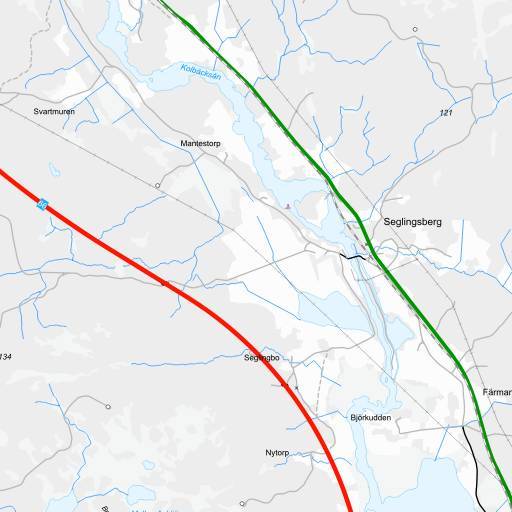 Kolbäcksån
Svartmuren
121
Mantestorp
Seglingsberg
134
Seglingbo
Färman
Björkudden
Nytorp